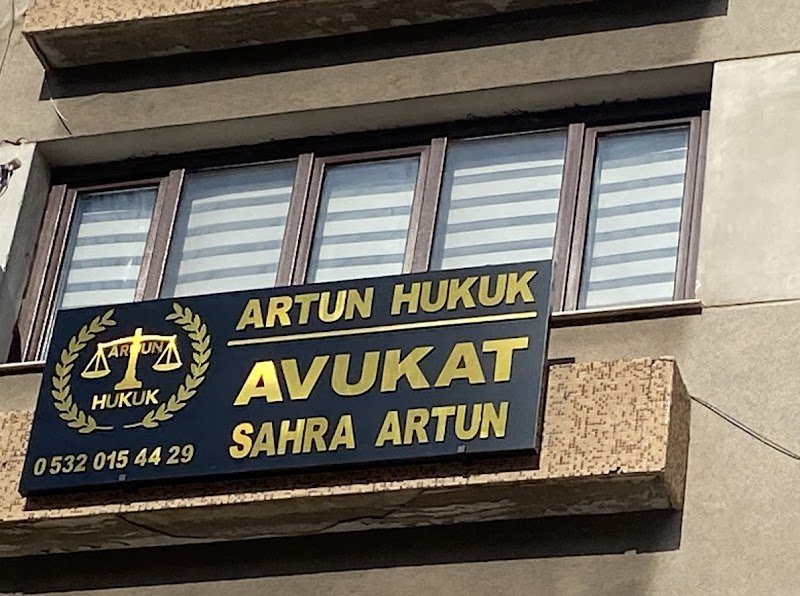 ARTUN HUKUK
AVUKAT
SAHRA ARTUN
ARTUN
HUKUK
0 532 015 44 29